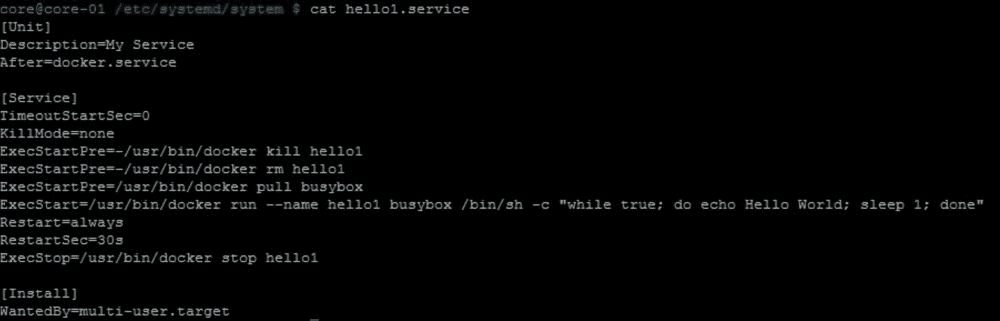 core@core-01 /etc/systemd/system $ cat hello1.service
[Unit]
Description=My Service
After=docker.service

[Service]
TimeoutStartSec=0
KillMode=none
ExecStartPre=-/usr/bin/docker kill hello1
ExecStartPre=-/usr/bin/docker rm hello1
ExecStartPre=/usr/bin/docker pull busybox
ExecStart=/usr/bin/docker run --name hello1 busybox /bin/sh -c "while true; do echo Hello World; sleep 1; done"
Restart=always
RestartSec=30s
ExecStop=/usr/bin/docker stop hello1

[Install]
WantedBy=multi-user.target